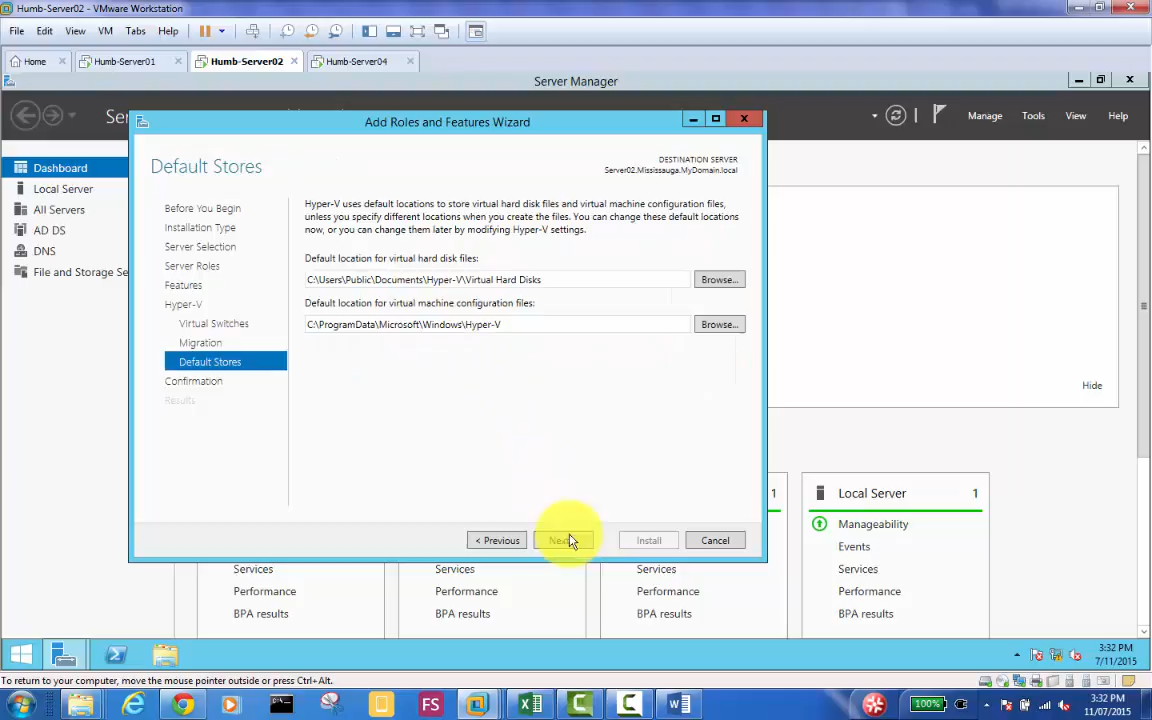 Humb-Server02 - VMware Workstation
File Edit View VM Tabs Help
Home Humb-Server01 Humb-Server02 Humb-Server04
Server Manager
Manage Tools View Help
Add Roles and Features Wizard
Dashboard
Local Server
All Servers
AD DS
DNS
File and Storage Se
Default Stores
DESTINATION SERVER
Server02.Mississauga.MyDomain.local
Before You Begin
Installation Type
Server Selection
Server Roles
Features
Hyper-V
Virtual Switches
Migration
Default Stores
Confirmation
Results
Hyper-V uses default locations to store virtual hard disk files and virtual machine configuration files,
unless you specify different locations when you create the files. You can change these default locations
now, or you can change them later by modifying Hyper-V settings.
Default location for virtual hard disk files:
C:\Users\Public\Documents\Hyper-V\Virtual Hard Disks Browse...
Default location for virtual machine configuration files:
C:\ProgramData\Microsoft\Windows\Hyper-V Browse...
< Previous Install Cancel
Hide
1 Local Server 1
Manageability
Events
Services
Performance
BPA results
Services
Performance
BPA results
Services
Performance
BPA results
Services
Performance
BPA results
3:32 PM
7/11/2015
To return to your computer, move the mouse pointer outside or press Ctrl+Alt.
FS
100%
3:32 PM
11/07/2015